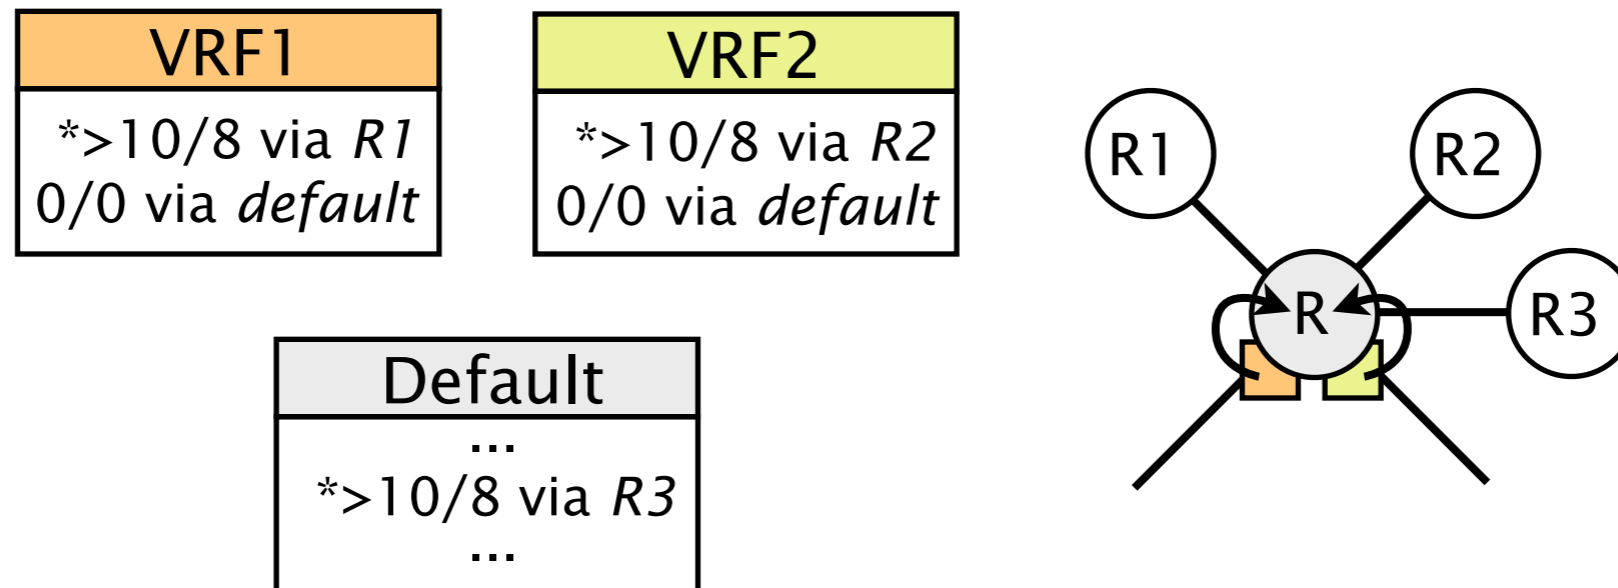 VRF1
*>10/8 via R1
0/0 via default
VRF2
*>10/8 via R2
0/0 via default
Default
...
*>10/8 via R3
...
R1
R2
R
R3